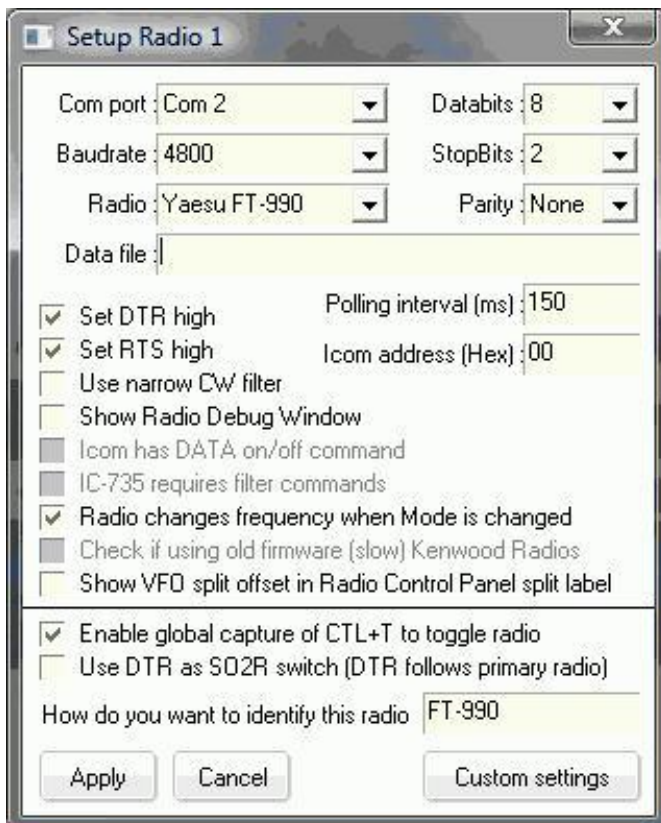 Setup Radio 1
Com port : Com 2 Databits : 8
Baudrate : 4800 StopBits : 2
Radio : Yaesu FT-990 Parity : None
Data file :
Set DTR high Polling interval (ms) : 150
Set RTS high Icom address (Hex) : 00
Use narrow CW filter
Show Radio Debug Window
Icom has DATA on/off command
IC-735 requires filter commands
Radio changes frequency when Mode is changed
Check if using old firmware (slow) Kenwood Radios
Show VFO split offset in Radio Control Panel split label
Enable global capture of CTL+T to toggle radio
Use DTR as SO2R switch (DTR follows primary radio)
How do you want to identify this radio FT-990
Apply Cancel Custom settings